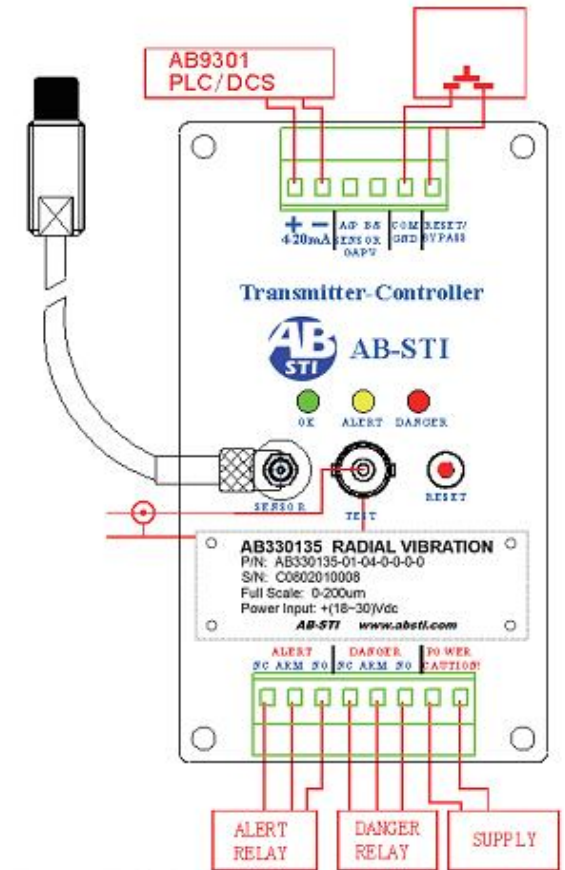 AB9301
PLC/DCS
+ - A/P B/S COM RESET/
4-20mA SENSOR GND BYPASS
GAPV
Transmitter-Controller
AB
STI
AB-STI
OK ALERT DANGER
SENSOR TEST RESET
AB330135 RADIAL VIBRATION
P/N: AB330135-01-04-0-0-0-0
S/N: C0802010008
Full Scale: 0-200um
Power Input: +(18~30)Vdc
AB-STI www.absti.com
ALERT DANGER POWER
NC ARM NO NC ARM NO CAUTION!
ALERT
RELAY
DANGER
RELAY
SUPPLY